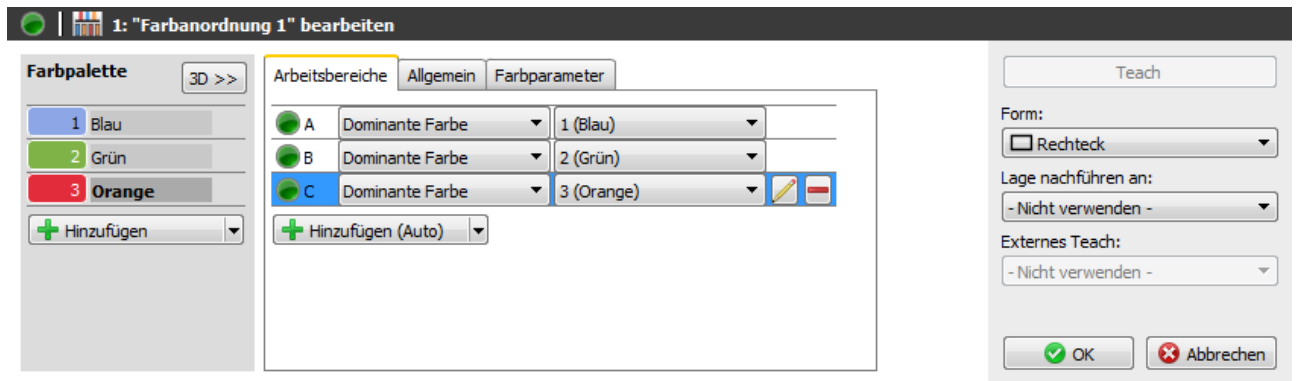 1: "Farbanordnung 1" bearbeiten
Farbpalette
3D >>
1 Blau
2 Grün
3 Orange
Hinzufügen
Arbeitsbereiche Allgemein Farbparameter
A Dominante Farbe 1 (Blau)
B Dominante Farbe 2 (Grün)
C Dominante Farbe 3 (Orange)
Hinzufügen (Auto)
Teach
Form:
Rechteck
Lage nachführen an:
- Nicht verwenden -
Externes Teach:
- Nicht verwenden -
OK Abbrechen